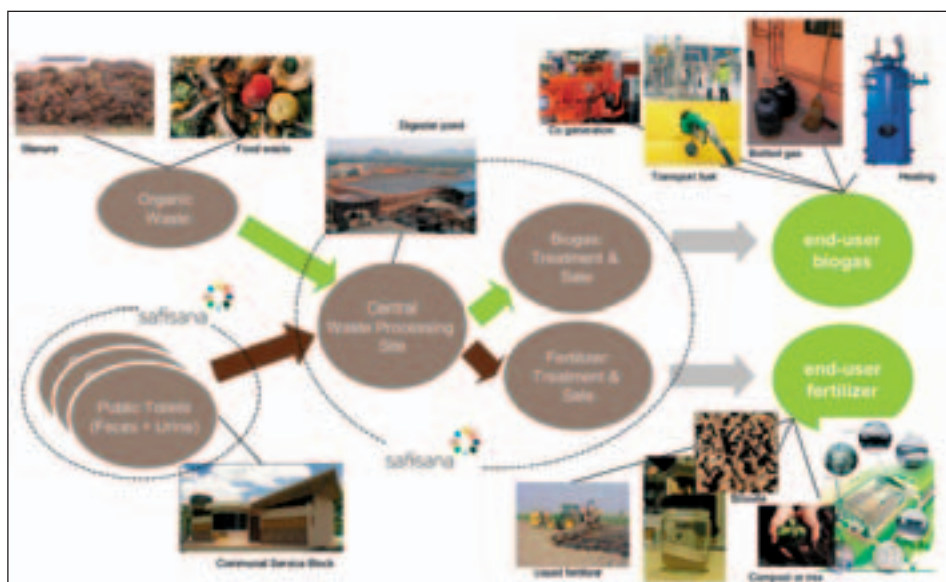 Manure
Food waste
Digester pond
Co generation
Transport fuel
Bottled gas
Heating
Organic
Waste
Biogas:
Treatment &
Sale
end-user
biogas
safisana
Central
Waste Processing
Site
Fertilizer:
Treatment &
Sale
end-user
fertilizer
Public Toilets
(Feces + Urine)
safisana
Communal Service Block
Liquid fertilizer
Compost or mix